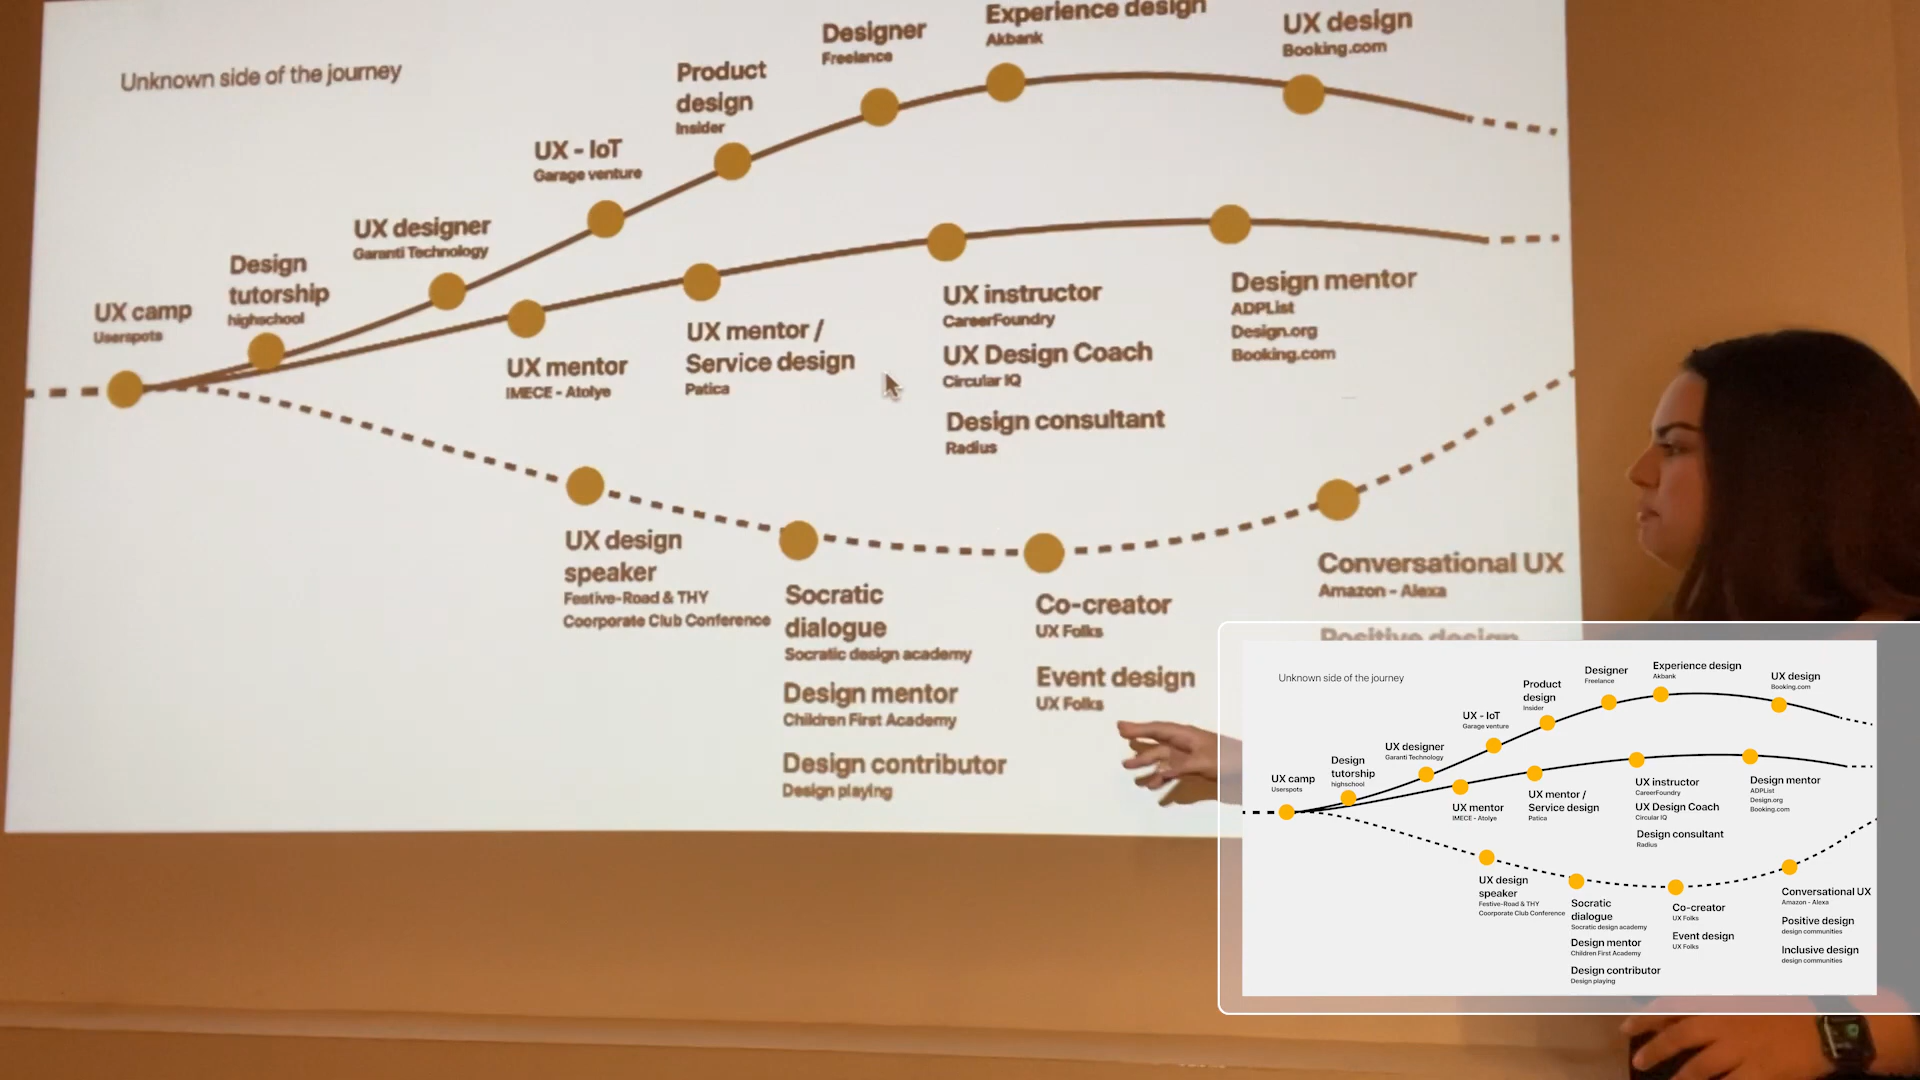 Unknown side of the journey
UX camp
Userspots
Design
tutorship
highschool
UX designer
Garanti Technology
UX - IoT
Garage venture
Product
design
Insider
Designer
Freelance
Experience design
Akbank
UX design
Booking.com
UX mentor
IMECE - Atolye
UX mentor /
Service design
Patica
UX instructor
CareerFoundry
UX Design Coach
Circular IQ
Design consultant
Radius
Design mentor
ADPList
Design.org
Booking.com
UX design
speaker
Festive-Road & THY
Coorporate Club Conference
Socratic
dialogue
Socratic design academy
Design mentor
Children First Academy
Design contributor
Design playing
Co-creator
UX Folks
Event design
UX Folks
Conversational UX
Amazon - Alexa
Positive design
Unknown side of the journey
UX camp
Userspots
Design
tutorship
highschool
UX designer
Garanti Technology
UX - IoT
Garage venture
Product
design
Insider
Designer
Freelance
Experience design
Akbank
UX design
Booking.com
UX mentor
IMECE - Atolye
UX mentor /
Service design
Patica
UX instructor
CareerFoundry
UX Design Coach
Circular IQ
Design consultant
Radius
Design mentor
ADPList
Design.org
Booking.com
UX design
speaker
Festive-Road & THY
Coorporate Club Conference
Socratic
dialogue
Socratic design academy
Design mentor
Children First Academy
Design contributor
Design playing
Co-creator
UX Folks
Event design
UX Folks
Conversational UX
Amazon - Alexa
Positive design
design communities
Inclusive design
design communities